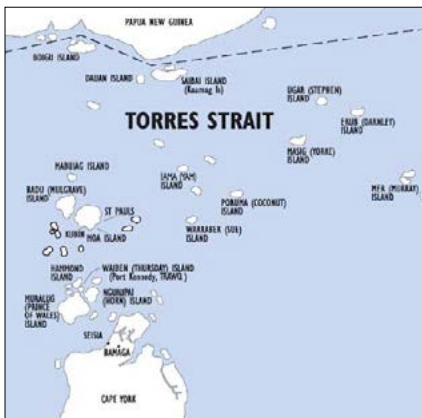 PAPUA NEW GUINEA
BOIGU ISLAND
DAUAN ISLAND
SAIBAI ISLAND
(Kaumag Is)
UGAR (STEPHEN)
ISLAND
TORRES STRAIT
ERUB (DARNLEY)
ISLAND
MASIG (YORKE)
ISLAND
MABUIAG ISLAND
IAMA (YAM)
ISLAND
MER (MURRAY)
ISLAND
BADU (MULGRAVE)
ISLAND
PORUMA (COCONUT)
ISLAND
ST PAULS
KUBIN
MOA ISLAND
WARRABER (SUE)
ISLAND
HAMMOND
ISLAND
WAIBEN (THURSDAY) ISLAND
(Port Kennedy, TRAWQ)
MURALUG
(PRINCE
OF WALES)
ISLAND
NGURUPAI
(HORN) ISLAND
SEISIA
BAMAGA
CAPE YORK